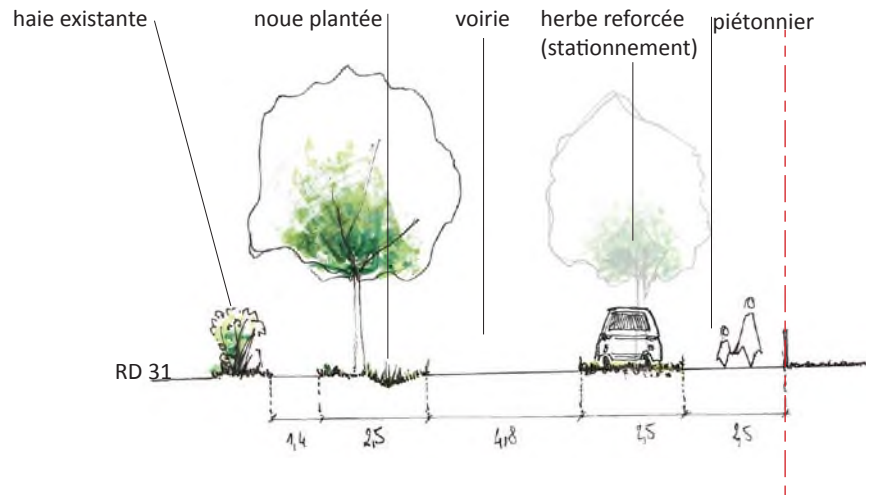 haie existante
noue plantée
voirie
herbe reforcée
(stationnement)
piétonnier
RD 31
1,4
2,5
4,8
2,5
2,5